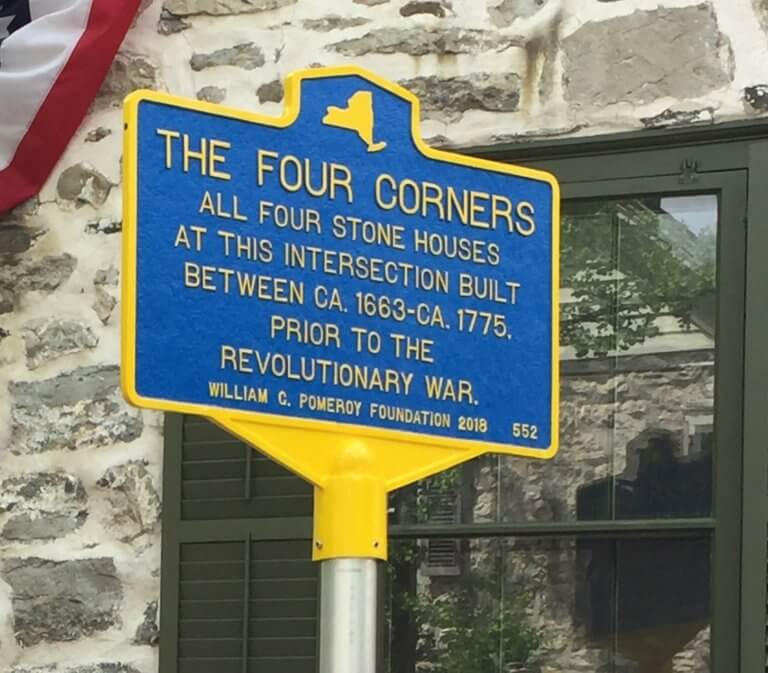 THE FOUR CORNERS
ALL FOUR STONE HOUSES
AT THIS INTERSECTION BUILT
BETWEEN CA. 1663-CA. 1775,
PRIOR TO THE
REVOLUTIONARY WAR.
WILLIAM G. POMEROY FOUNDATION 2018 552